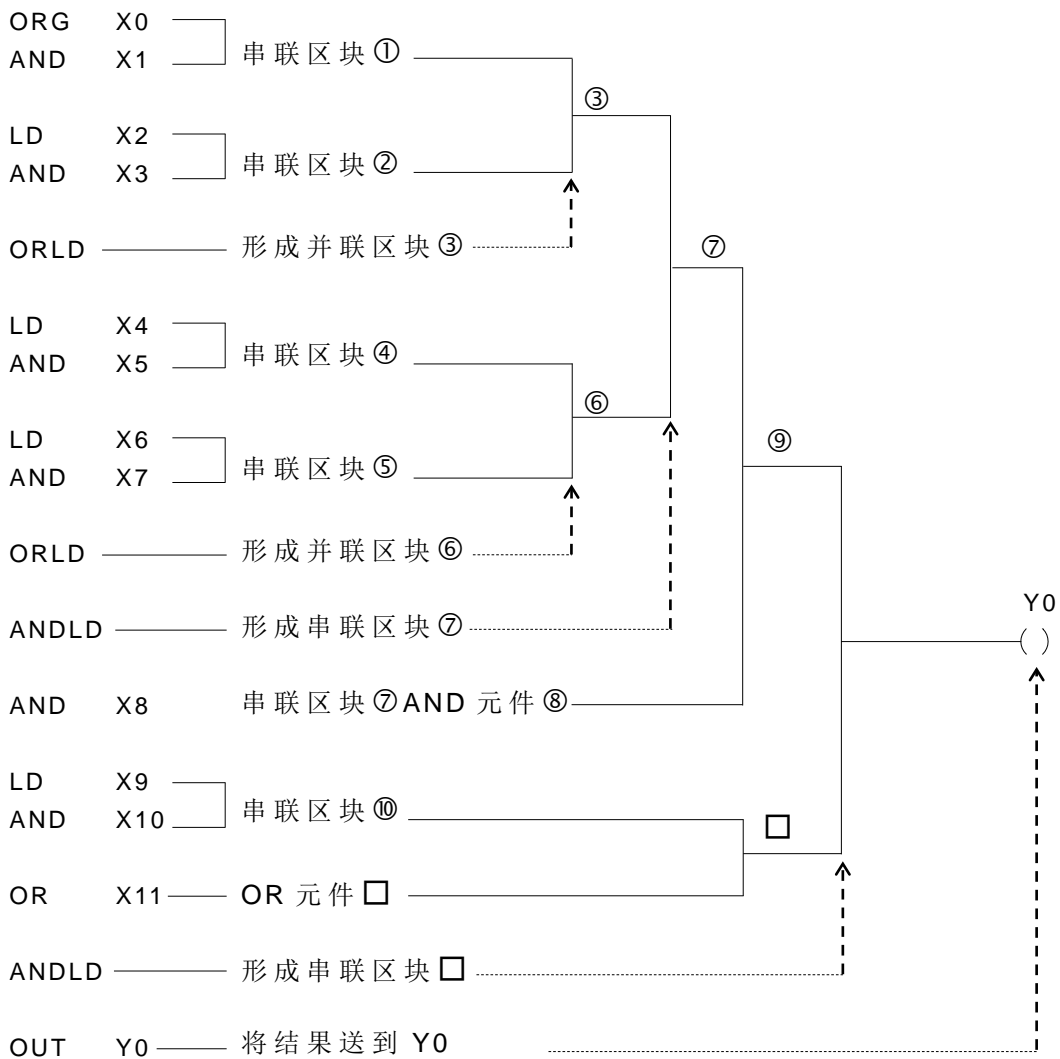 ORG X0
AND X1
串联区块①
③
LD X2
AND X3
串联区块②
ORLD 形成并联区块③
⑦
LD X4
AND X5
串联区块④
⑥
LD X6
AND X7
串联区块⑤
⑨
ORLD 形成并联区块⑥
ANDLD 形成串联区块⑦
Y0
( )
AND X8 串联区块⑦AND 元件⑧
LD X9
AND X10
串联区块⑩
□
OR X11 OR 元件□
ANDLD 形成串联区块□
OUT Y0 将结果送到 Y0